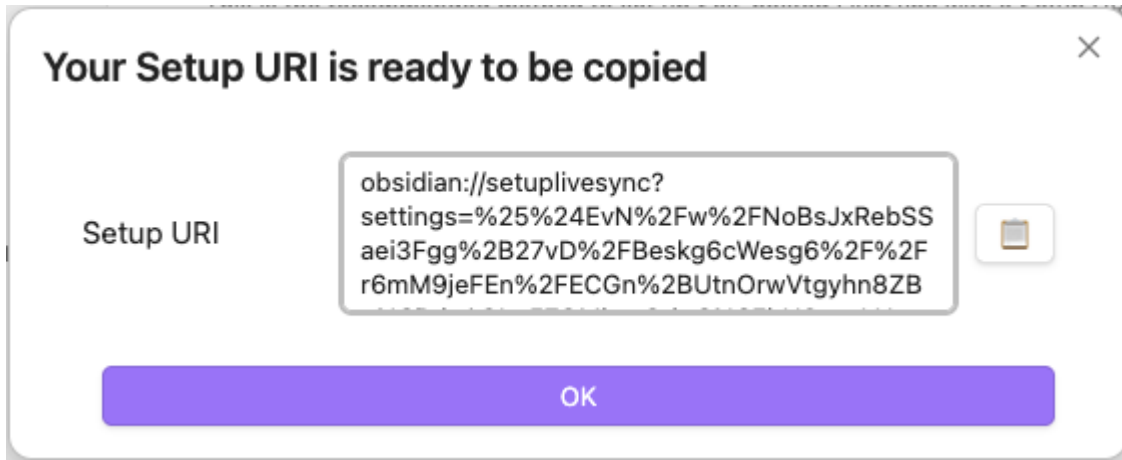 Your Setup URI is ready to be copied
Setup URI
obsidian://setuplivesync?
settings=%25%24EvN%2Fw%2FNoBsJxRebSS
aei3Fgg%2B27vD%2FBeskg6cWesg6%2F%2F
r6mM9jeFEn%2FECGn%2BUtnOrwVtgyhn8ZB
OK